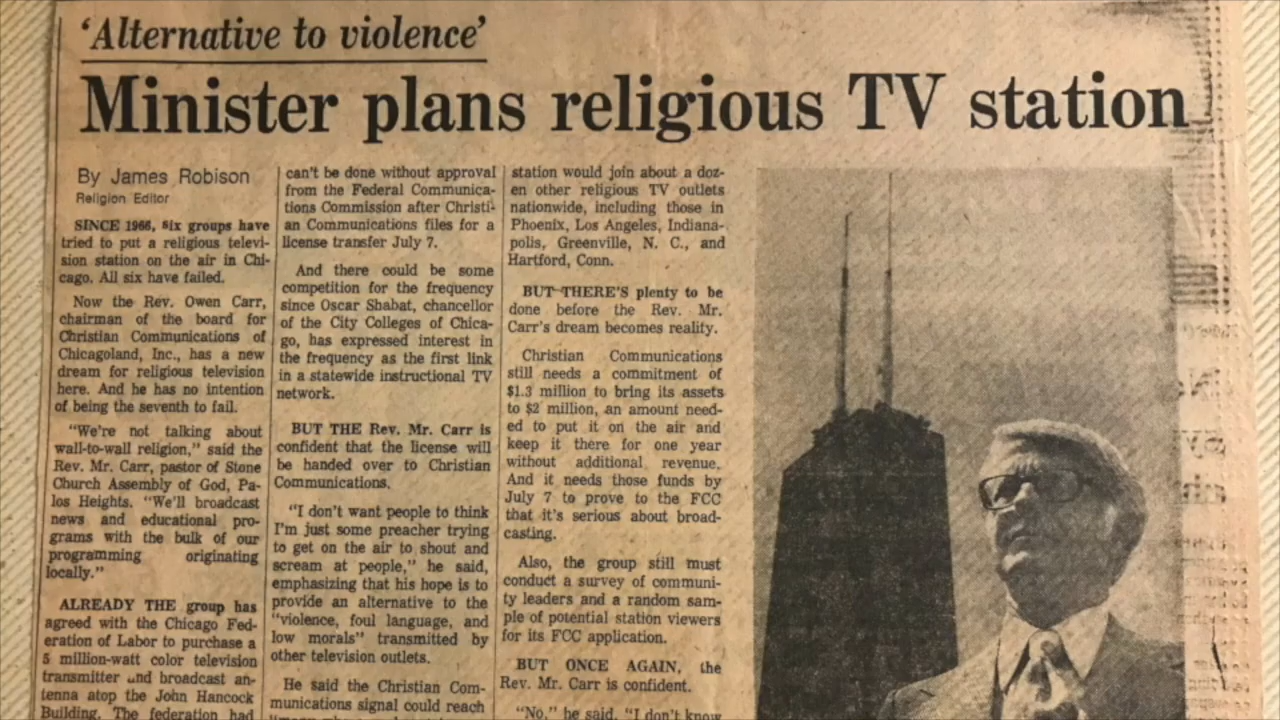 'Alternative to violence'
Minister plans religious TV station
By James Robison
Religion Editor
SINCE 1966, six groups have
tried to put a religious televi-
sion station on the air in Chi-
cago. All six have failed.
Now the Rev. Owen Carr,
chairman of the board for
Christian Communications of
Chicagoland, Inc., has a new
dream for religious television
here. And he has no intention
of being the seventh to fail.
"We're not talking about
wall-to-wall religion," said the
Rev. Mr. Carr, pastor of Stone
Church Assembly of God, Pa-
los Heights. "We'll broadcast
news and educational pro-
grams with the bulk of our
programming originating
locally."
ALREADY THE group has
agreed with the Chicago Fed-
eration of Labor to purchase a
5 million-watt color television
transmitter and broadcast an-
tenna atop the John Hancock
Building. The federation had
can't be done without approval
from the Federal Communica-
tions Commission after Christi-
an Communications files for a
license transfer July 7.
And there could be some
competition for the frequency
since Oscar Shabat, chancellor
of the City Colleges of Chica-
go, has expressed interest in
the frequency as the first link
in a statewide instructional TV
network.
BUT THE Rev. Mr. Carr is
confident that the license will
be handed over to Christian
Communications.
"I don't want people to think
I'm just some preacher trying
to get on the air to shout and
scream at people," he said,
emphasizing that his hope is to
provide an alternative to the
"violence, foul language, and
low morals" transmitted by
other television outlets.
He said the Christian Com-
munications signal could reach
station would join about a doz-
en other religious TV outlets
nationwide, including those in
Phoenix, Los Angeles, Indiana-
polis, Greenville, N. C., and
Hartford, Conn.
BUT THERE'S plenty to be
done before the Rev. Mr.
Carr's dream becomes reality.
Christian Communications
still needs a commitment of
$1.3 million to bring its assets
to $2 million, an amount need-
ed to put it on the air and
keep it there for one year
without additional revenue.
And it needs those funds by
July 7 to prove to the FCC
that it's serious about broad-
casting.
Also, the group still must
conduct a survey of communi-
ty leaders and a random sam-
ple of potential station viewers
for its FCC application.
BUT ONCE AGAIN, the
Rev. Mr. Carr is confident.
"No," he said. "I don't know